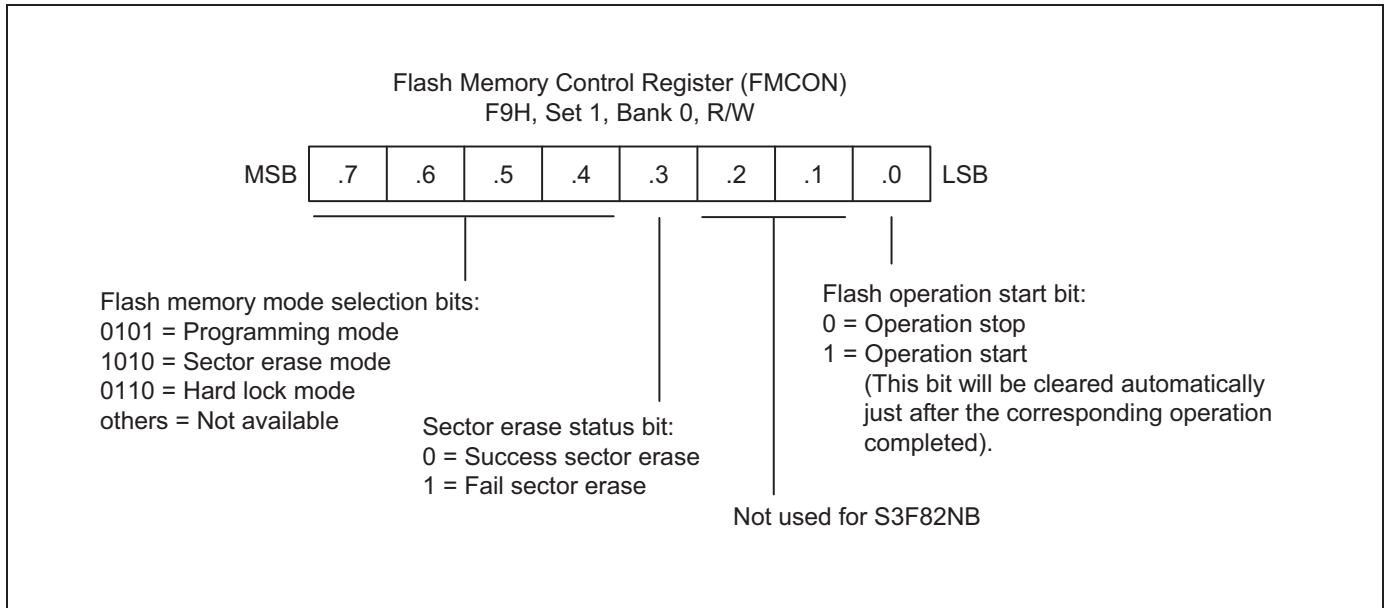 Flash Memory Control Register (FMCON)
F9H, Set 1, Bank 0, R/W
MSB .7 .6 .5 .4 .3 .2 .1 .0 LSB
Flash memory mode selection bits:
0101 = Programming mode
1010 = Sector erase mode
0110 = Hard lock mode
others = Not available
Sector erase status bit:
0 = Success sector erase
1 = Fail sector erase
Not used for S3F82NB
Flash operation start bit:
0 = Operation stop
1 = Operation start
(This bit will be cleared automatically
just after the corresponding operation
completed).